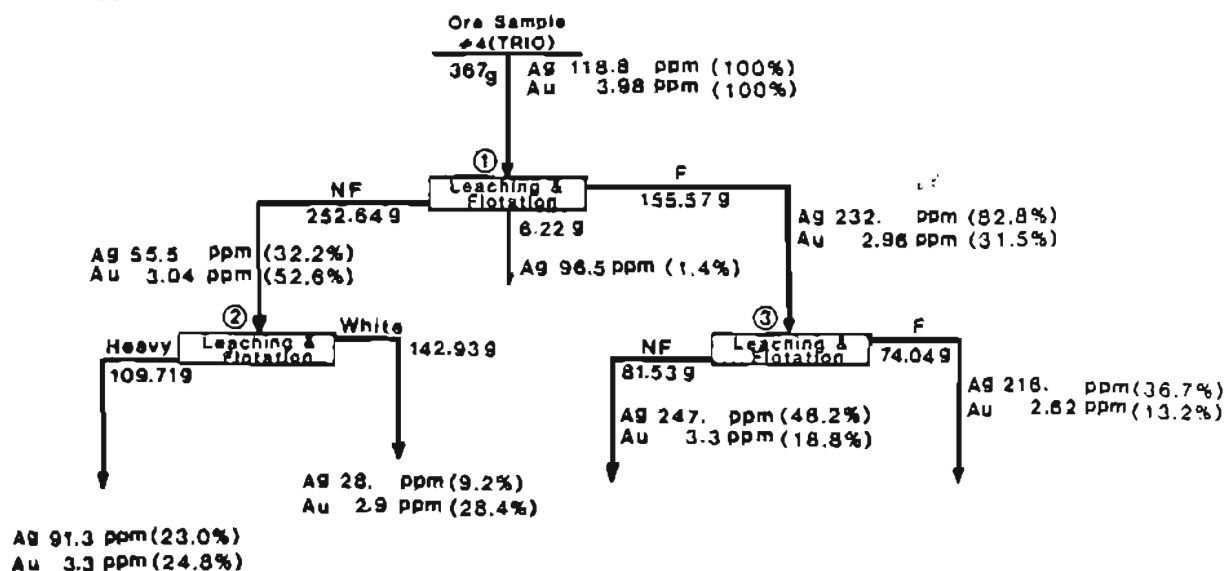 Ore Sample
#4(TRIO)
367g
Ag 118.8 ppm (100%)
Au 3.98 ppm (100%)
①
Leaching &
Flotation
NF
252.64 g
F
155.57 g
6.22 g
Ag 96.5 ppm (1.4%)
Ag 55.5 ppm (32.2%)
Au 3.04 ppm (52.6%)
Ag 232. ppm (82.8%)
Au 2.96 ppm (31.5%)
②
Leaching &
Flotation
Heavy
109.71g
White
142.93 g
③
Leaching &
Flotation
NF
81.53 g
F
74.04 g
Ag 247. ppm (46.2%)
Au 3.3 ppm (18.8%)
Ag 216. ppm (36.7%)
Au 2.62 ppm (13.2%)
Ag 28. ppm (9.2%)
Au 2.9 ppm (28.4%)
Ag 91.3 ppm (23.0%)
Au 3.3 ppm (24.8%)